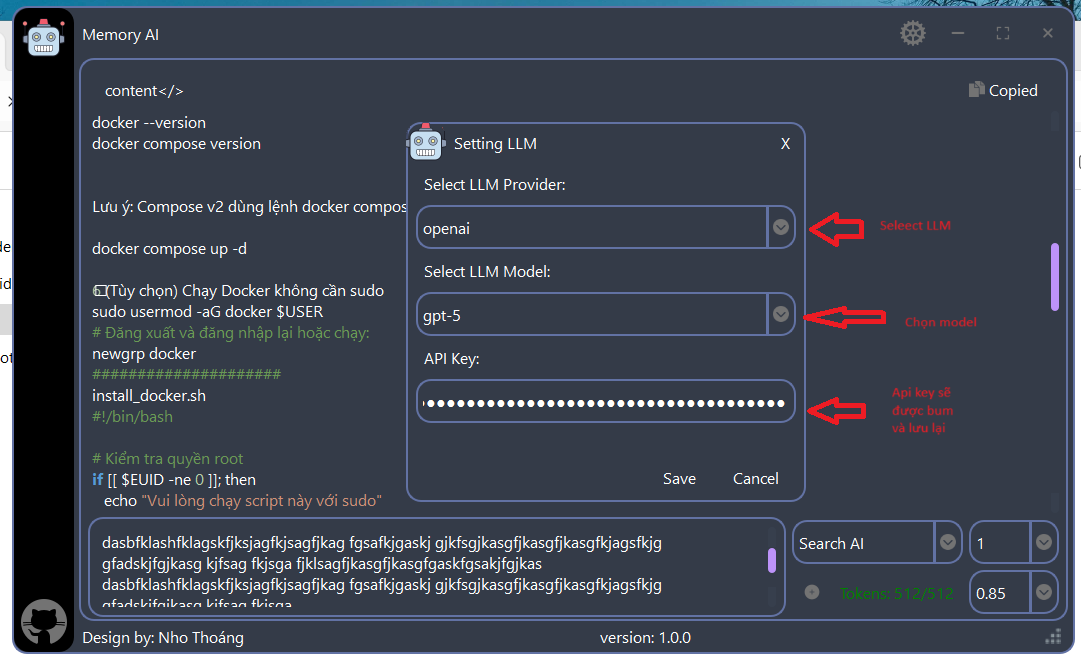 Memory AI
content</>
Copied
docker --version
docker compose version
Lưu ý: Compose v2 dùng lệnh docker compos
docker compose up -d
(Tùy chọn) Chạy Docker không cần sudo
sudo usermod -aG docker $USER
# Đăng xuất và đăng nhập lại hoặc chạy:
newgrp docker
#####################
install_docker.sh
#!/bin/bash
# Kiểm tra quyền root
if [[ $EUID -ne 0 ]]; then
echo "Vui lòng chạy script này với sudo"
Setting LLM
X
Select LLM Provider:
openai
Seleect LLM
Select LLM Model:
gpt-5
Chọn model
API Key:
Api key sẽ
được bum
và lưu lại
Save
Cancel
dasbfklashfklagskfjksjagfkjsagfjkag fgsafkjgaskj gjkfsgjkasgfjkasgfjkasgfkjagsfkjg
gfadskjfgjkasg kjfsag fkjsga fjklsagfjkasgfjkasgfgaskfgsakjfgjkas
dasbfklashfklagskfjksjagfkjsagfjkag fgsafkjgaskj gjkfsgjkasgfjkasgfjkasgfkjagsfkjg
gfadskjfgjkasg kjfsag fkjsga
Search AI
1
Tokens: 512/512
0.85
Design by: Nho Thoáng
version: 1.0.0